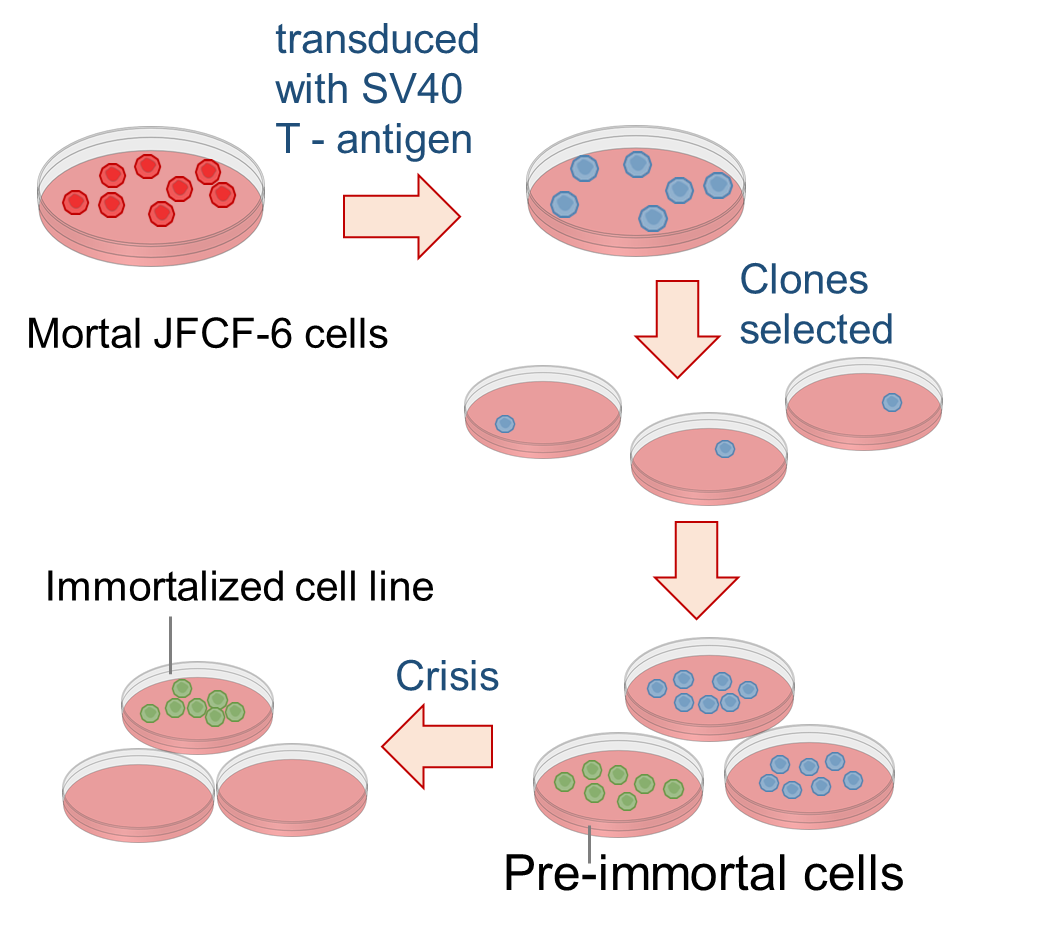 transduced
with SV40
T - antigen
Mortal JFCF-6 cells
Clones
selected
Immortalized cell line
Crisis
Pre-immortal cells